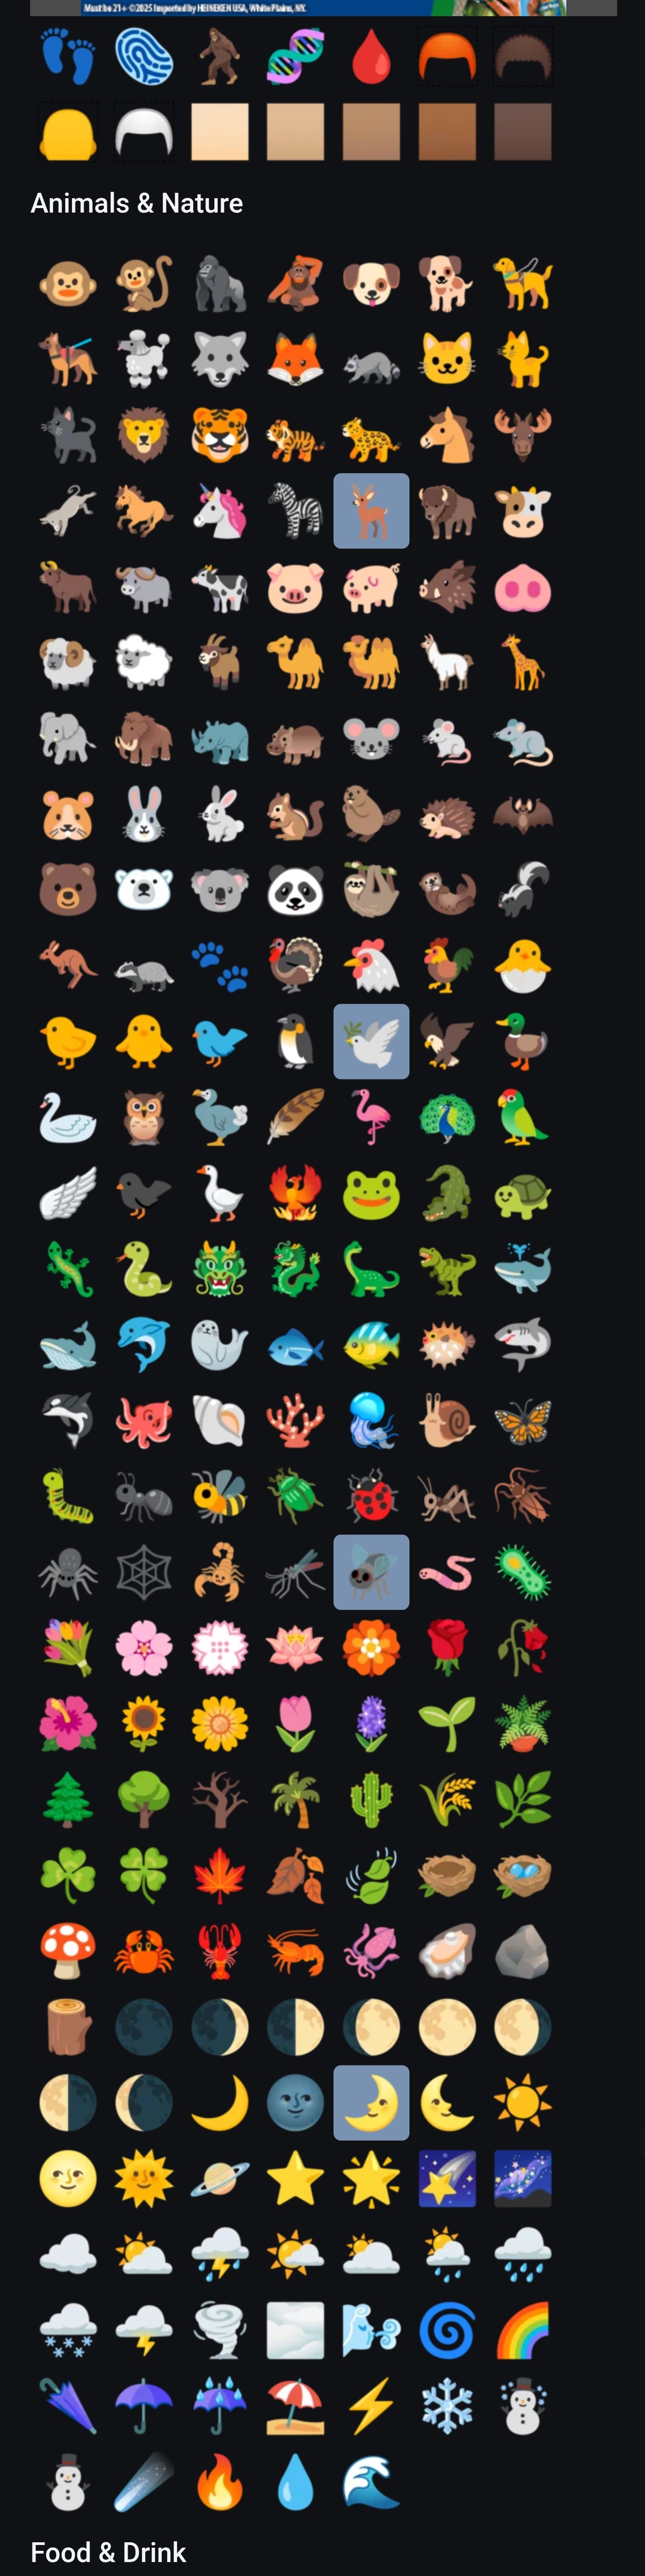 Must be 21+ ©2025 Imported by HEINEKEN USA, White Plains, NY.
Animals & Nature
Food & Drink